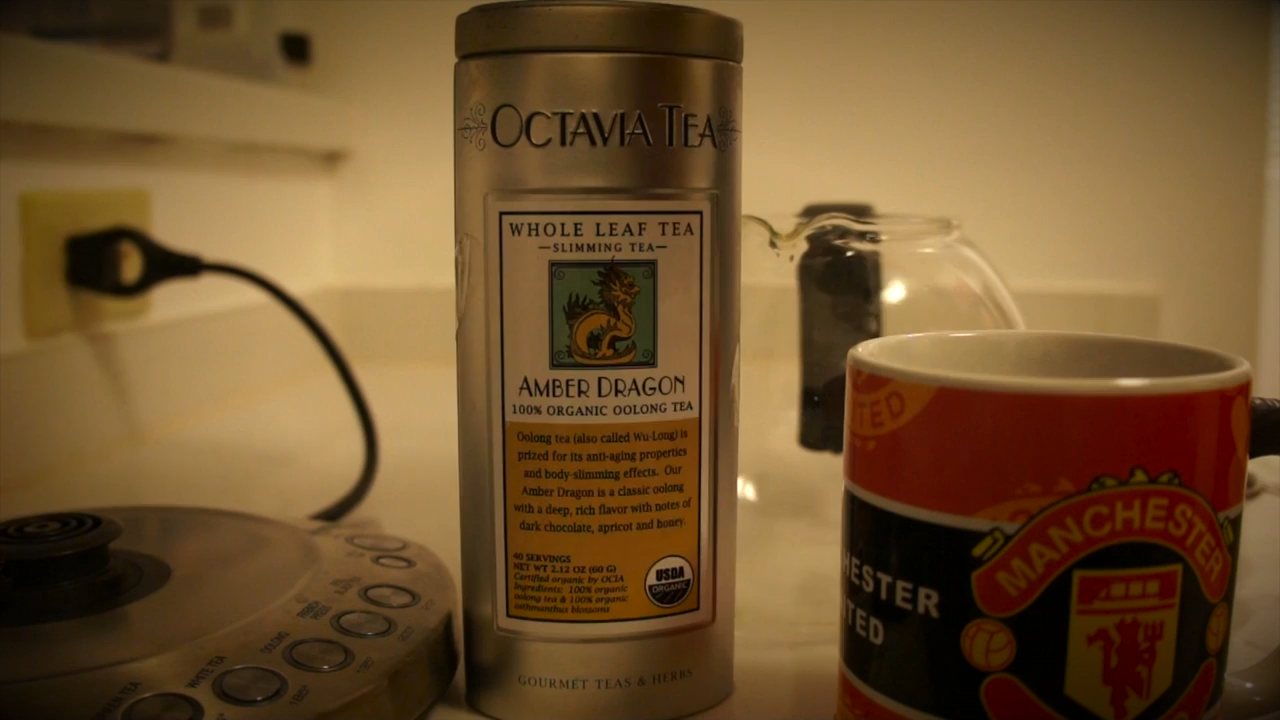 OCTAVIA TEA
WHOLE LEAF TEA
—SLIMMING TEA—
AMBER DRAGON
100% ORGANIC OOLONG TEA
Oolong tea (also called Wu-Long) is
prized for its anti-aging properties
and body-slimming effects. Our
Amber Dragon is a classic oolong
with a deep, rich flavor with notes of
dark chocolate, apricot and honey.
40 SERVINGS
NET WT 2.12 OZ (60 G)
Certified organic by OCIA
Ingredients: 100% organic
oolong tea & 100% organic
osthmanthus blossoms
USDA
ORGANIC
GOURMET TEAS & HERBS
TED
HESTER
TED
MANCHESTER
OOLONG
WHITE TEA
185°